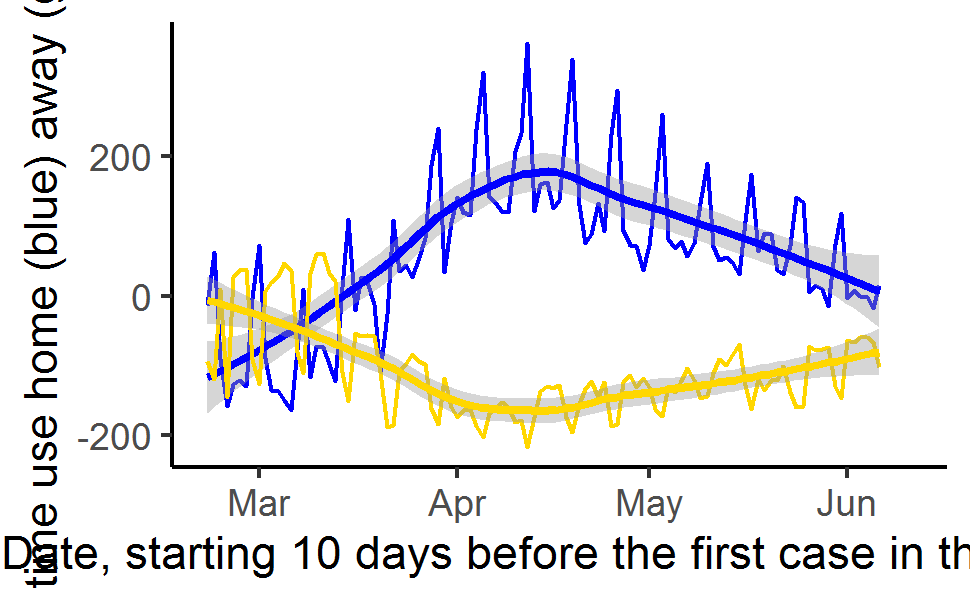 time use home (blue) away (g
200
0
-200
Mar Apr May Jun
Date, starting 10 days before the first case in th